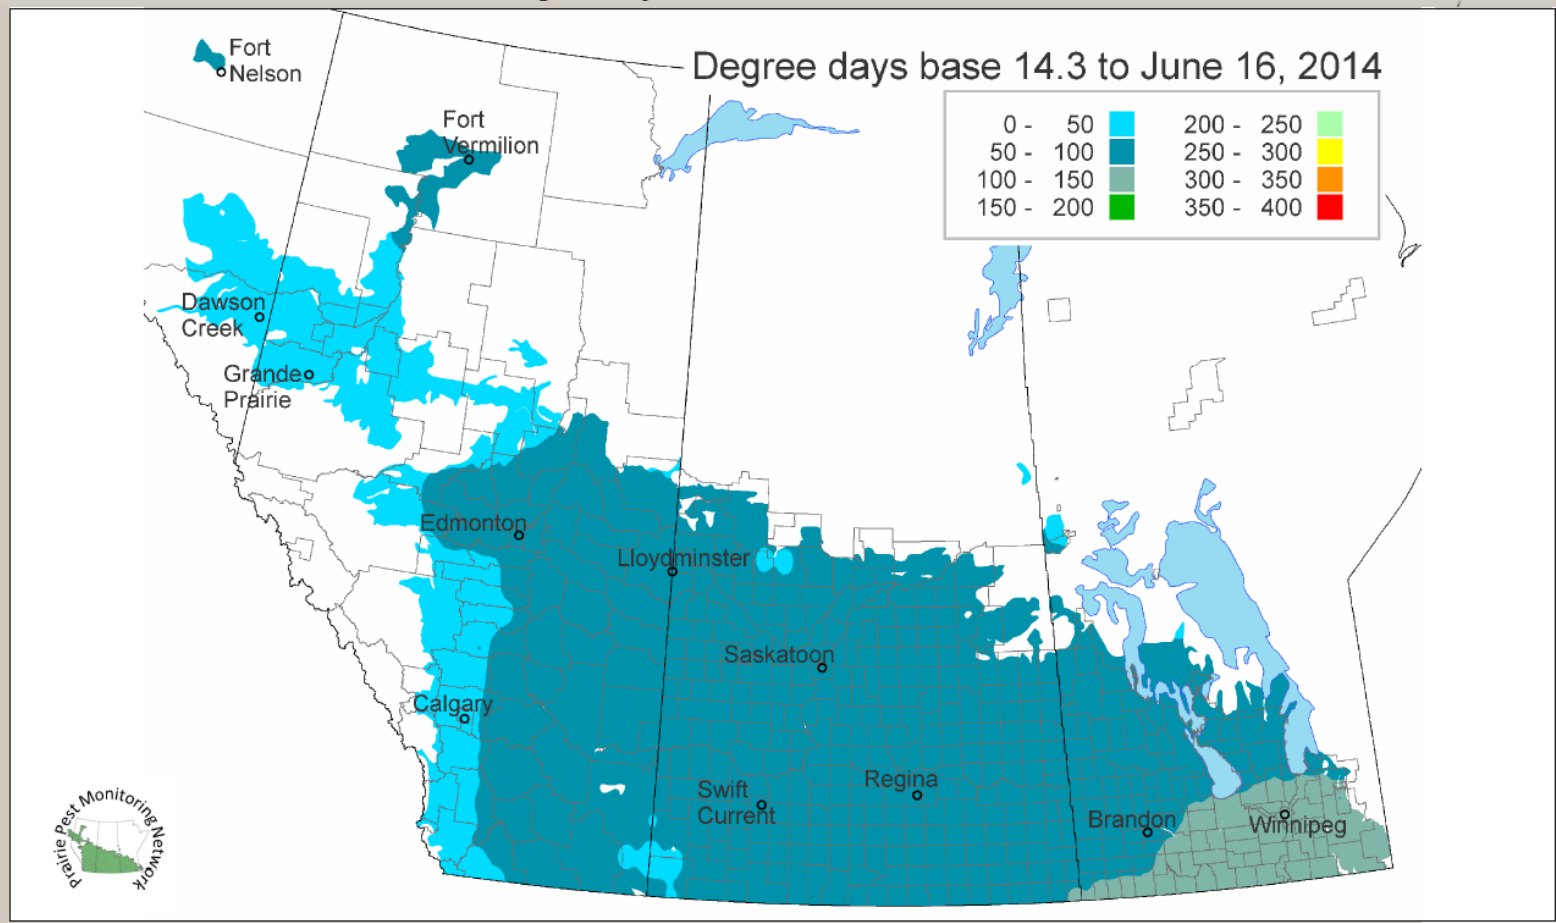 Degree days base 14.3 to June 16, 2014
0 - 50
50 - 100
100 - 150
150 - 200
200 - 250
250 - 300
300 - 350
350 - 400
Fort
Nelson
Fort
Vermilion
Dawson
Creek
Grande
Prairie
Edmonton
Lloydminster
Saskatoon
Calgary
Swift
Current
Regina
Brandon
Winnipeg
Prairie Pest Monitoring Network